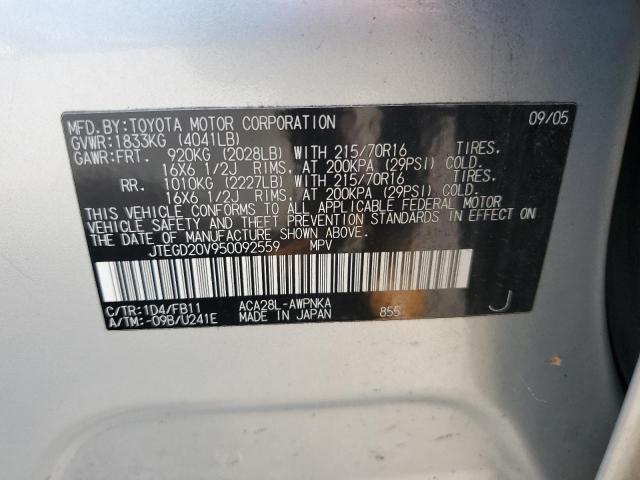 MFD.BY:TOYOTA MOTOR CORPORATION 09/05
GVWR:1833KG (4041LB)
GAWR:FRT. 920KG (2028LB) WITH 215/70R16 TIRES,
16X6 1/2J RIMS, AT 200KPA (29PSI) COLD.
RR. 1010KG (2227LB) WITH 215/70R16 TIRES,
16X6 1/2J RIMS, AT 200KPA (29PSI) COLD.
THIS VEHICLE CONFORMS TO ALL APPLICABLE FEDERAL MOTOR
VEHICLE SAFETY AND THEFT PREVENTION STANDARDS IN EFFECT ON
THE DATE OF MANUFACTURE SHOWN ABOVE.
JTEGD20V950092559 MPV
C/TR:1D4/FB11 ACA28L-AWPNKA
A/TM:-09B/U241E MADE IN JAPAN 855 J